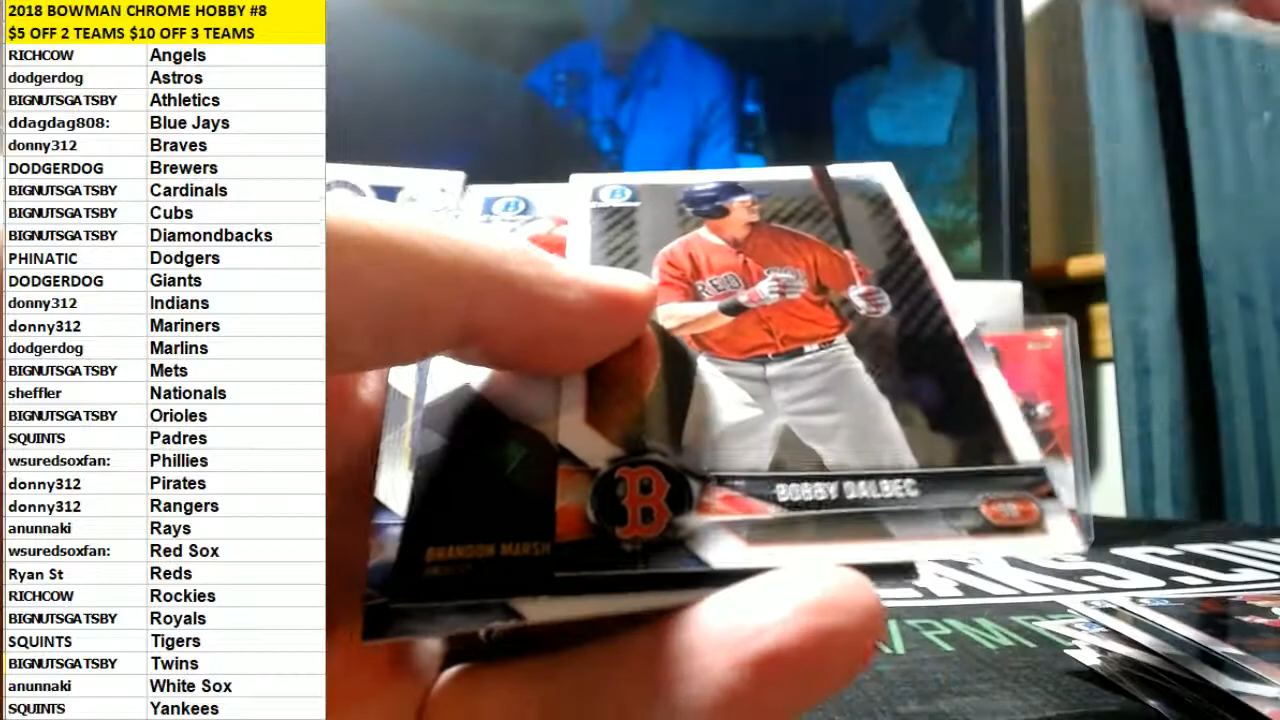 2018 BOWMAN CHROME HOBBY #8
$5 OFF 2 TEAMS $10 OFF 3 TEAMS
RICHCOW Angels
dodgerdog Astros
BIGNUTSGATSBY Athletics
ddagdag808: Blue Jays
donny312 Braves
DODGERDOG Brewers
BIGNUTSGATSBY Cardinals
BIGNUTSGATSBY Cubs
BIGNUTSGATSBY Diamondbacks
PHINATIC Dodgers
DODGERDOG Giants
donny312 Indians
donny312 Mariners
dodgerdog Marlins
BIGNUTSGATSBY Mets
sheffler Nationals
BIGNUTSGATSBY Orioles
SQUINTS Padres
wsuredsoxfan: Phillies
donny312 Pirates
donny312 Rangers
anunnaki Rays
wsuredsoxfan: Red Sox
Ryan St Reds
RICHCOW Rockies
BIGNUTSGATSBY Royals
SQUINTS Tigers
BIGNUTSGATSBY Twins
anunnaki White Sox
SQUINTS Yankees
B
B
RED
BOBBY DALBEC
B
BRANDON MARSH
AKS.COM
/PM